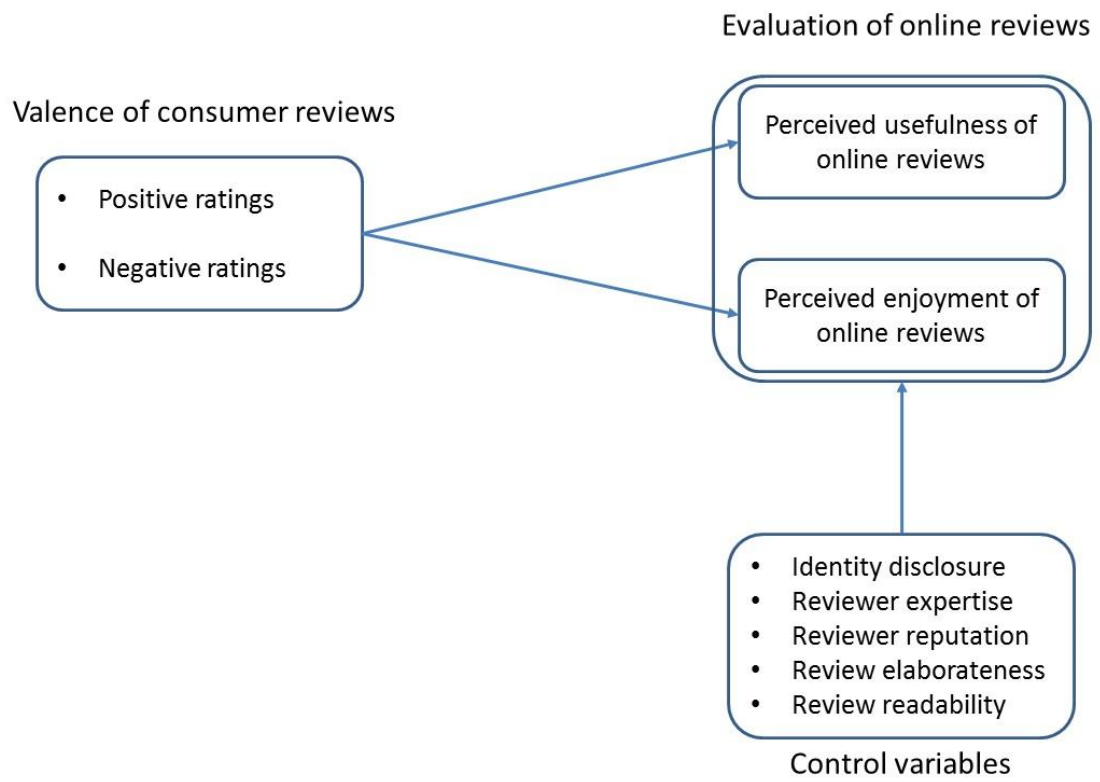 Evaluation of online reviews
Valence of consumer reviews
• Positive ratings
• Negative ratings
Perceived usefulness of
online reviews
Perceived enjoyment of
online reviews
• Identity disclosure
• Reviewer expertise
• Reviewer reputation
• Review elaborateness
• Review readability
Control variables